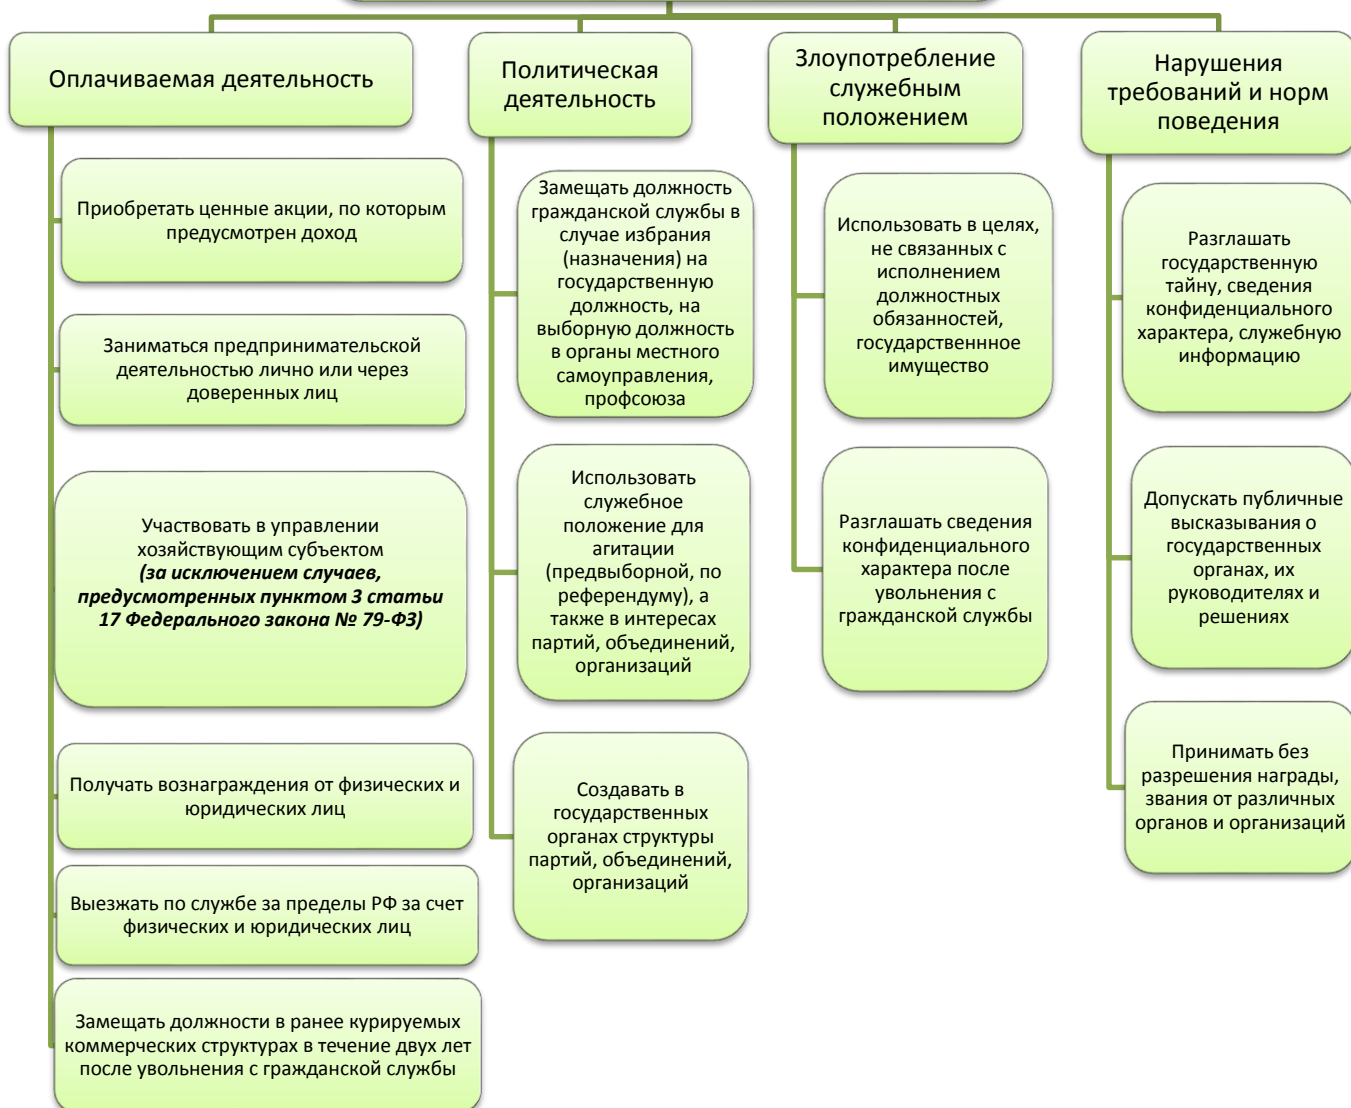 Оплачиваемая деятельность
Приобретать ценные акции, по которым
предусмотрен доход
Заниматься предпринимательской
деятельностью лично или через
доверенных лиц
Участвовать в управлении
хозяйствующим субъектом
(за исключением случаев,
предусмотренных пунктом 3 статьи
17 Федерального закона № 79-ФЗ)
Получать вознаграждения от физических и
юридических лиц
Выезжать по службе за пределы РФ за счет
физических и юридических лиц
Замещать должности в ранее курируемых
коммерческих структурах в течение двух лет
после увольнения с гражданской службы
Политическая
деятельность
Замещать должность
гражданской службы в
случае избрания
(назначения) на
государственную
должность, на
выборную должность
в органы местного
самоуправления,
профсоюза
Использовать
служебное
положение для
агитации
(предвыборной, по
референдуму), а
также в интересах
партий, объединений,
организаций
Создавать в
государственных
органах структуры
партий, объединений,
организаций
Злоупотребление
служебным
положением
Использовать в целях,
не связанных с
исполнением
должностных
обязанностей,
государственнное
имущество
Разглашать сведения
конфиденциального
характера после
увольнения с
гражданской службы
Нарушения
требований и норм
поведения
Разглашать
государственную
тайну, сведения
конфиденциального
характера, служебную
информацию
Допускать публичные
высказывания о
государственных
органах, их
руководителях и
решениях
Принимать без
разрешения награды,
звания от различных
органов и организаций